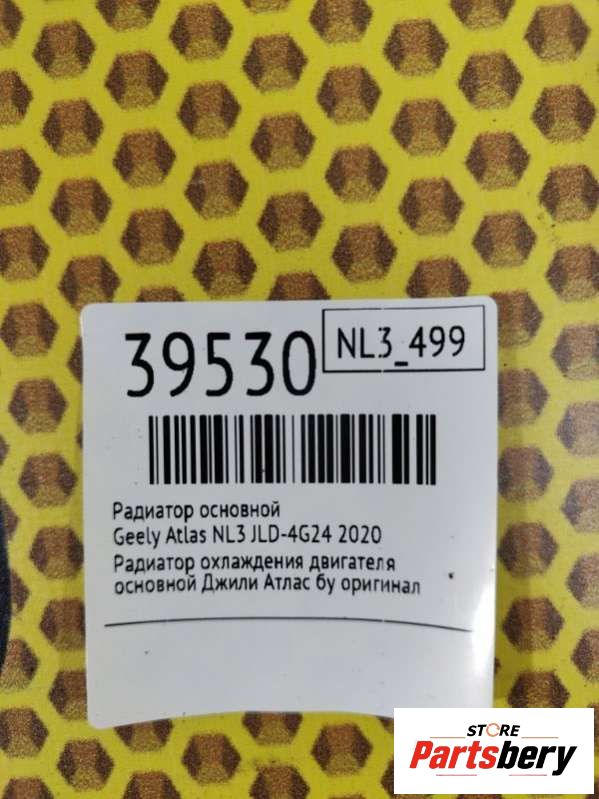 39530
NL3_499
Радиатор основной
Geely Atlas NL3 JLD-4G24 2020
Радиатор охлаждения двигателя
основной Джили Атлас бу оригинал
STORE
Partsbery